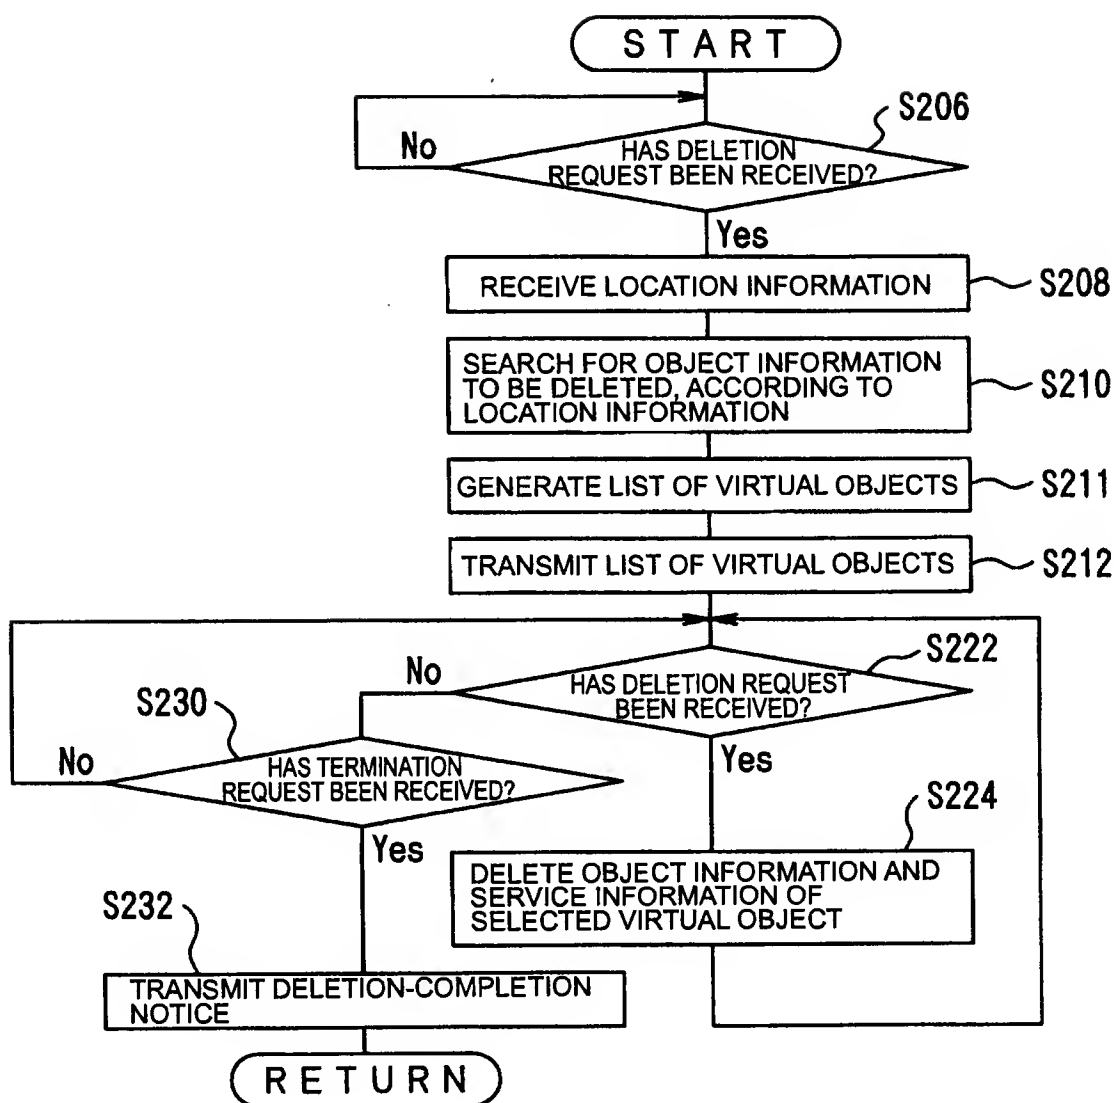 START
S206
No
HAS DELETION
REQUEST BEEN RECEIVED?
Yes
RECEIVE LOCATION INFORMATION
S208
SEARCH FOR OBJECT INFORMATION
TO BE DELETED, ACCORDING TO
LOCATION INFORMATION
S210
GENERATE LIST OF VIRTUAL OBJECTS
S211
TRANSMIT LIST OF VIRTUAL OBJECTS
S212
S222
No
HAS DELETION REQUEST
BEEN RECEIVED?
Yes
S230
No
HAS TERMINATION
REQUEST BEEN RECEIVED?
Yes
S224
DELETE OBJECT INFORMATION AND
SERVICE INFORMATION OF
SELECTED VIRTUAL OBJECT
S232
TRANSMIT DELETION-COMPLETION
NOTICE
RETURN